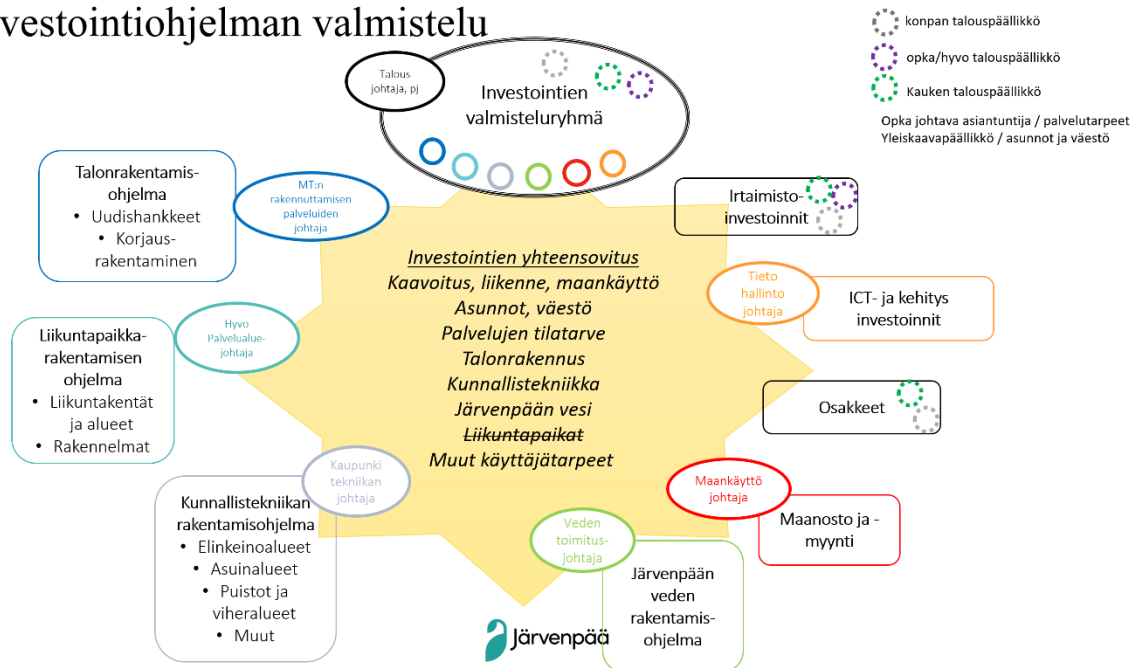 vestointiohjelman valmistelu
konpan talouspäällikkö
opka/hyvo talouspäällikkö
Kauken talouspäällikkö
Opka johtava asiantuntija / palvelutarpeet
Yleiskaavapäällikkö / asunnot ja väestö
Talous
johtaja, pj
Investointien
valmisteluryhmä
Talonrakentamis-
ohjelma
• Uudishankkeet
• Korjaus-
rakentaminen
MT:n
rakennuttamisen
palveluiden
johtaja
Irtaimisto-
investoinnit
Investointien yhteensovitus
Kaavoitus, liikenne, maankäyttö
Asunnot, väestö
Palvelujen tilatarve
Talonrakennus
Kunnallistekniikka
Järvenpään vesi
Liikuntapaikat
Muut käyttäjätarpeet
Tieto
hallinto
johtaja
ICT- ja kehitys
investoinnit
Liikuntapaikka-
rakentamisen
ohjelma
• Liikuntakentät
ja alueet
• Rakennelmat
Hyvo
Palvelualue-
johtaja
Osakkeet
Kaupunki
tekniikan
johtaja
Kunnallistekniikan
rakentamisohjelma
• Elinkeinoalueet
• Asuinalueet
• Puistot ja
viheralueet
• Muut
Maankäyttö
johtaja
Maanosto ja -
myynti
Veden
toimitus-
johtaja
Järvenpään
veden
rakentamis-
ohjelma
Järvenpää